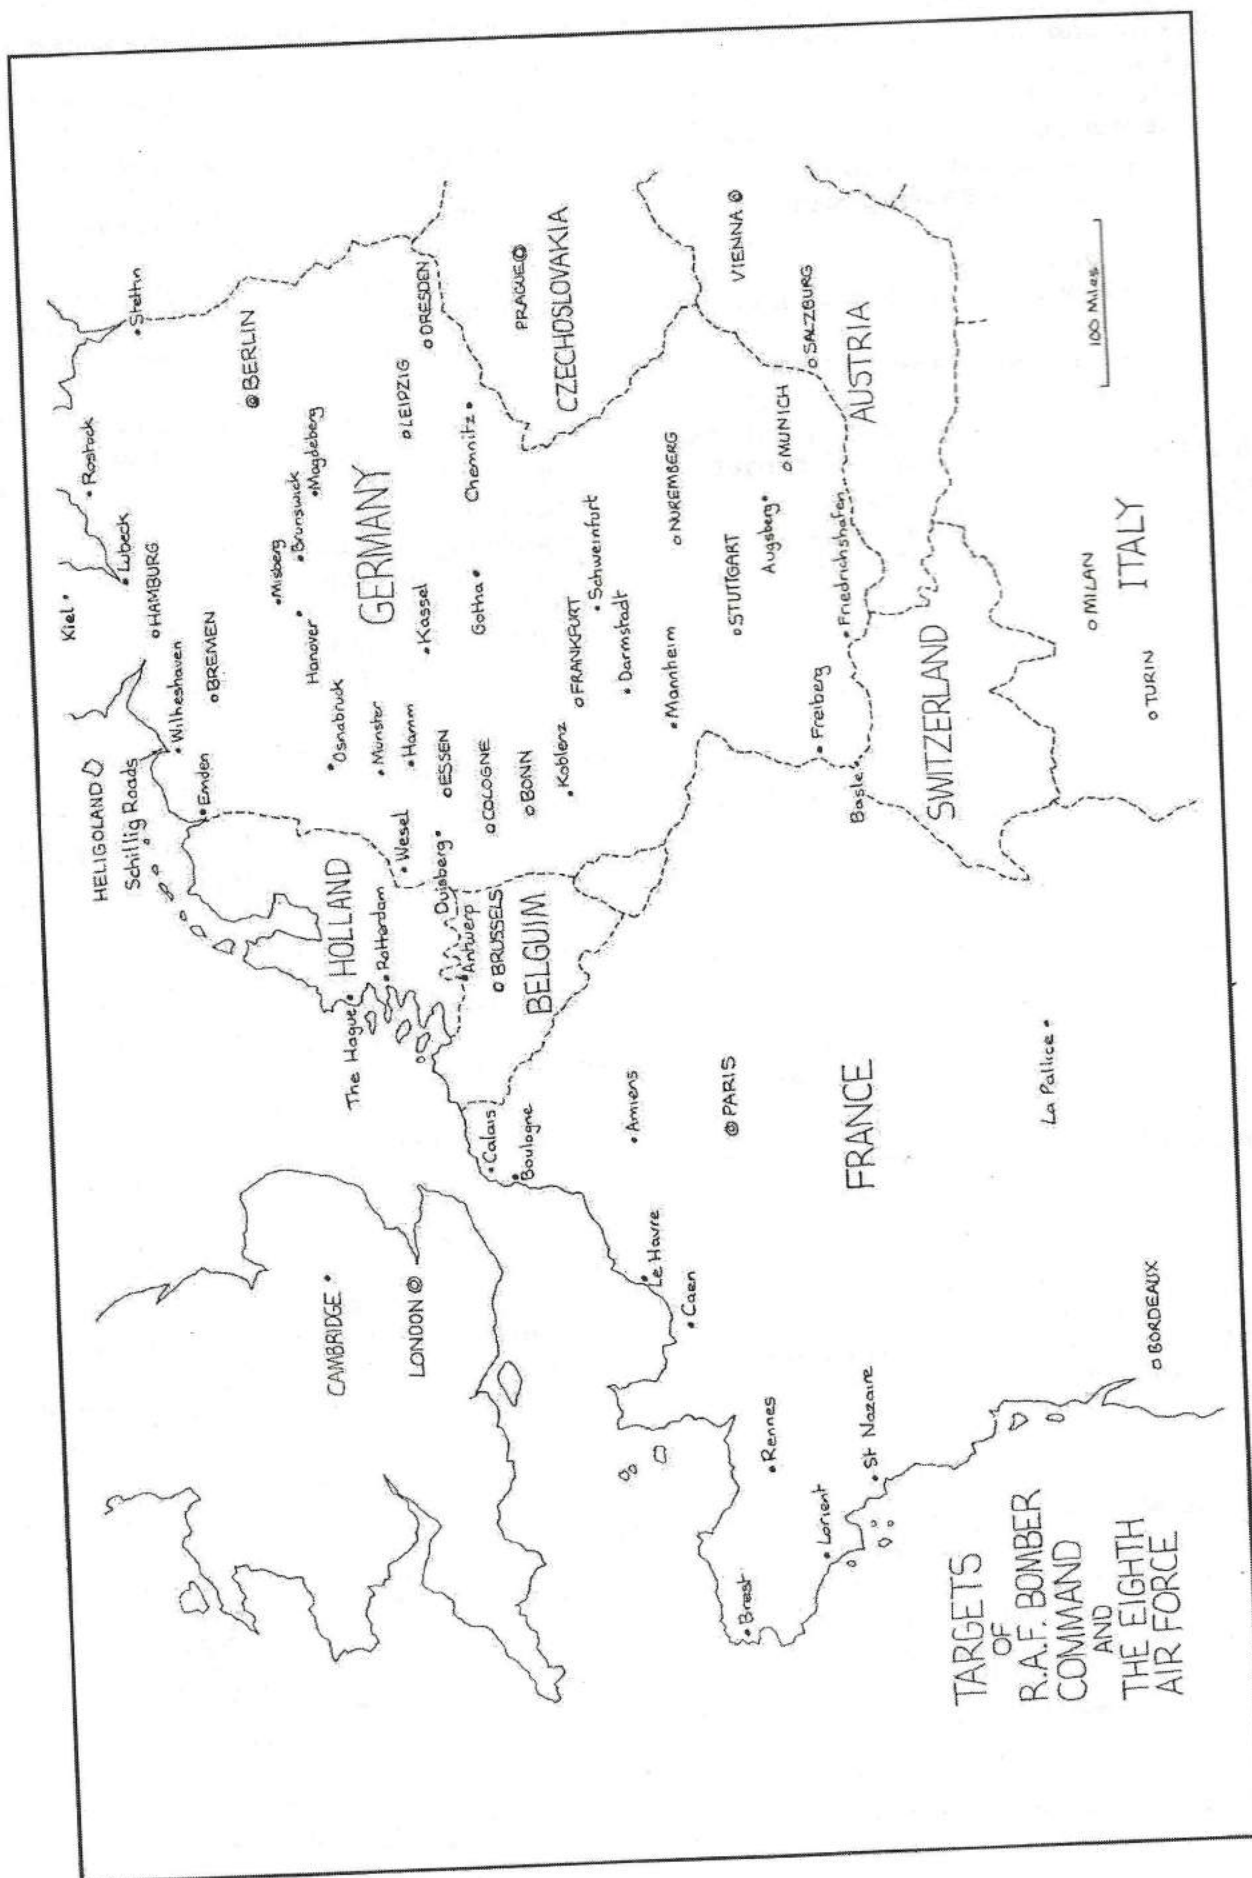 HELIGOLAND
Schillig Roads
Kiel
Lubeck
Rostock
Stettin
Wilheshaven
HAMBURG
Emden
BREMEN
BERLIN
Misberg
Hanover
Brunswick
Magdeberg
Osnabruck
GERMANY
Münster
Hamm
Kassel
LEIPZIG
DRESDEN
Wesel
ESSEN
Duisberg
COLOGNE
Gotha
Chemnitz
PRAGUE
CZECHOSLOVAKIA
BONN
Koblenz
FRANKFURT
Schweinfurt
Darmstadt
Mannheim
NUREMBERG
STUTTGART
Augsberg
MUNICH
VIENNA
SALZBURG
AUSTRIA
Freiberg
Friedrichshafen
Basle
SWITZERLAND
MILAN
TURIN
ITALY
100 Miles
HOLLAND
The Hague
Rotterdam
Antwerp
BRUSSELS
BELGUIM
CAMBRIDGE
LONDON
Calais
Boulogne
Amiens
PARIS
FRANCE
Le Havre
Caen
Rennes
Brest
Lorient
St Nazaire
La Pallice
BORDEAUX
TARGETS
OF
R.A.F. BOMBER
COMMAND
AND
THE EIGHTH
AIR FORCE